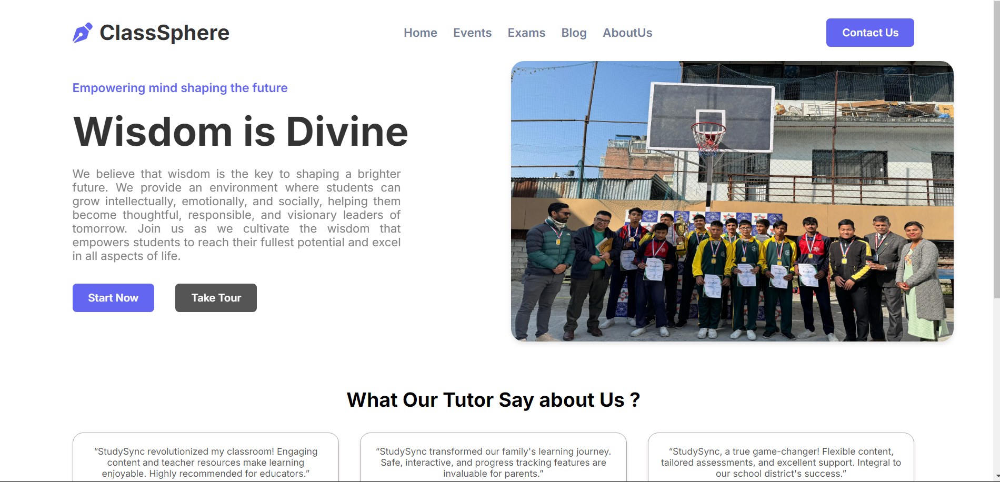 ClassSphere
Home Events Exams Blog AboutUs
Contact Us
Empowering mind shaping the future
Wisdom is Divine
We believe that wisdom is the key to shaping a brighter
future. We provide an environment where students can
grow intellectually, emotionally, and socially, helping them
become thoughtful, responsible, and visionary leaders of
tomorrow. Join us as we cultivate the wisdom that
empowers students to reach their fullest potential and excel
in all aspects of life.
Start Now
Take Tour
What Our Tutor Say about Us ?
“StudySync revolutionized my classroom! Engaging
content and teacher resources make learning
enjoyable. Highly recommended for educators.”
“StudySync transformed our family's learning journey.
Safe, interactive, and progress tracking features are
invaluable for parents.”
“StudySync, a true game-changer! Flexible content,
tailored assessments, and excellent support. Integral to
our school district's success.”